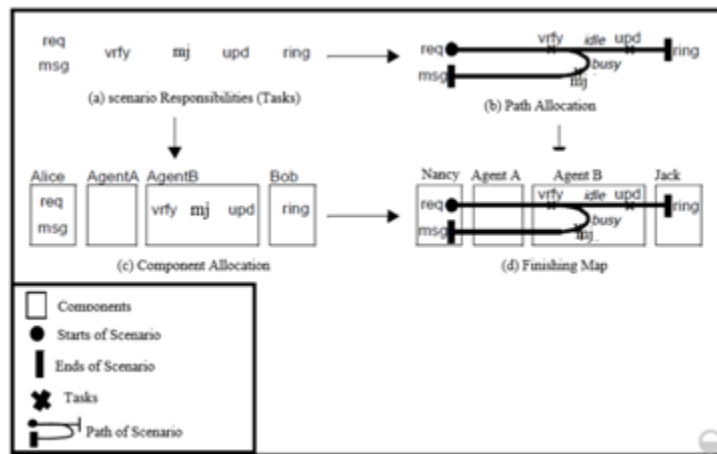 req
msg
vrfy
mj
upd
ring
(a) scenario Responsibilities (Tasks)
req
vrfy
idle
upd
ring
msg
busy
mj
(b) Path Allocation
Alice
AgentA
AgentB
Bob
req
msg
vrfy
mj
upd
ring
(c) Component Allocation
Nancy
Agent A
Agent B
Jack
req
vrfy
idle
upd
ring
msg
busy
mj..
(d) Finishing Map
Components
Starts of Scenario
Ends of Scenario
Tasks
Path of Scenario